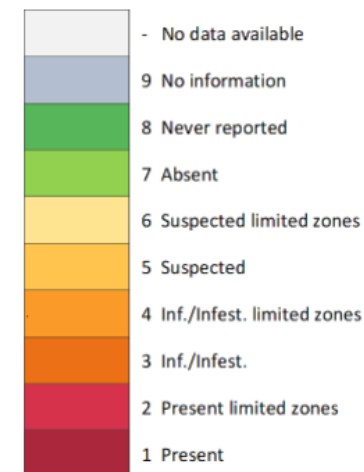 - No data available
9 No information
8 Never reported
7 Absent
6 Suspected limited zones
5 Suspected
4 Inf./Infest. limited zones
3 Inf./Infest.
2 Present limited zones
1 Present